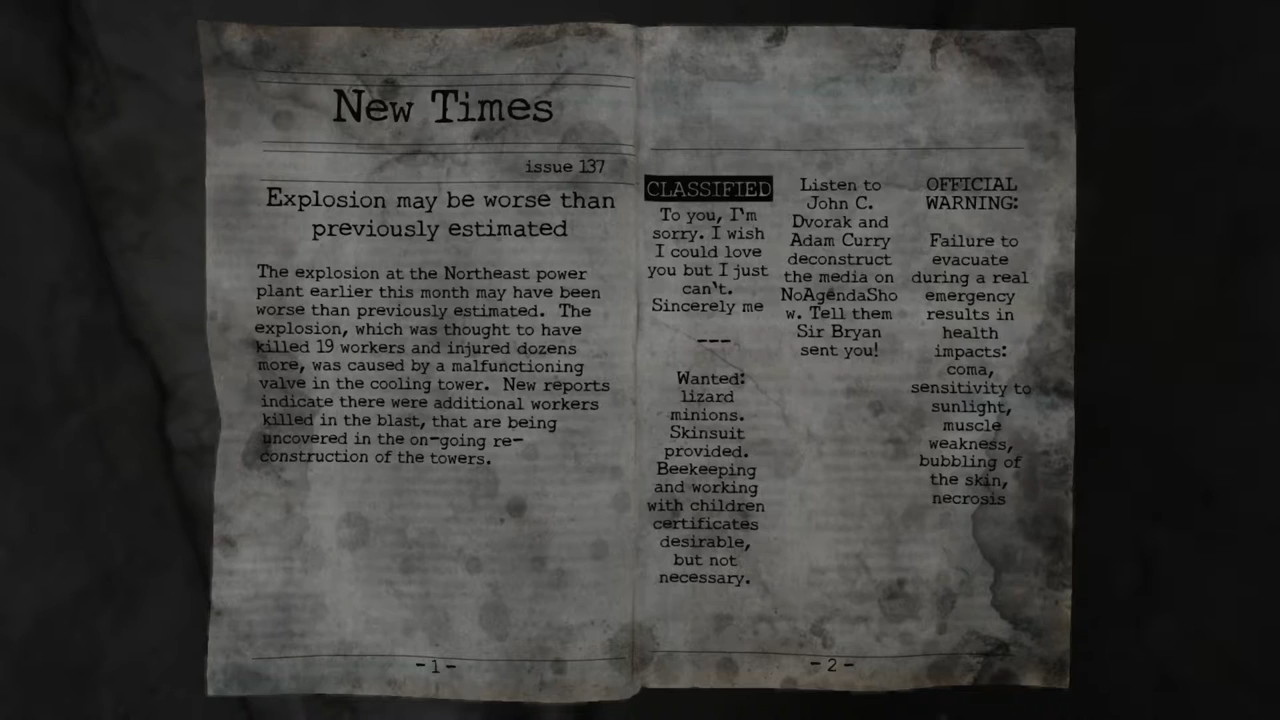 New Times
issue 137
Explosion may be worse than
previously estimated
The explosion at the Northeast power
plant earlier this month may have been
worse than previously estimated. The
explosion, which was thought to have
killed 19 workers and injured dozens
more, was caused by a malfunctioning
valve in the cooling tower. New reports
indicate there were additional workers
killed in the blast, that are being
uncovered in the on-going re-
construction of the towers.
-1-
CLASSIFIED
To you, I'm
sorry. I wish
I could love
you but I just
can't.
Sincerely me
---
Wanted:
lizard
minions.
Skinsuit
provided.
Beekeeping
and working
with children
certificates
desirable,
but not
necessary.
Listen to
John C.
Dvorak and
Adam Curry
deconstruct
the media on
NoAgendaSho
w. Tell them
Sir Bryan
sent you!
OFFICIAL
WARNING:
Failure to
evacuate
during a real
emergency
results in
health
impacts:
coma,
sensitivity to
sunlight,
muscle
weakness,
bubbling of
the skin,
necrosis
-2-